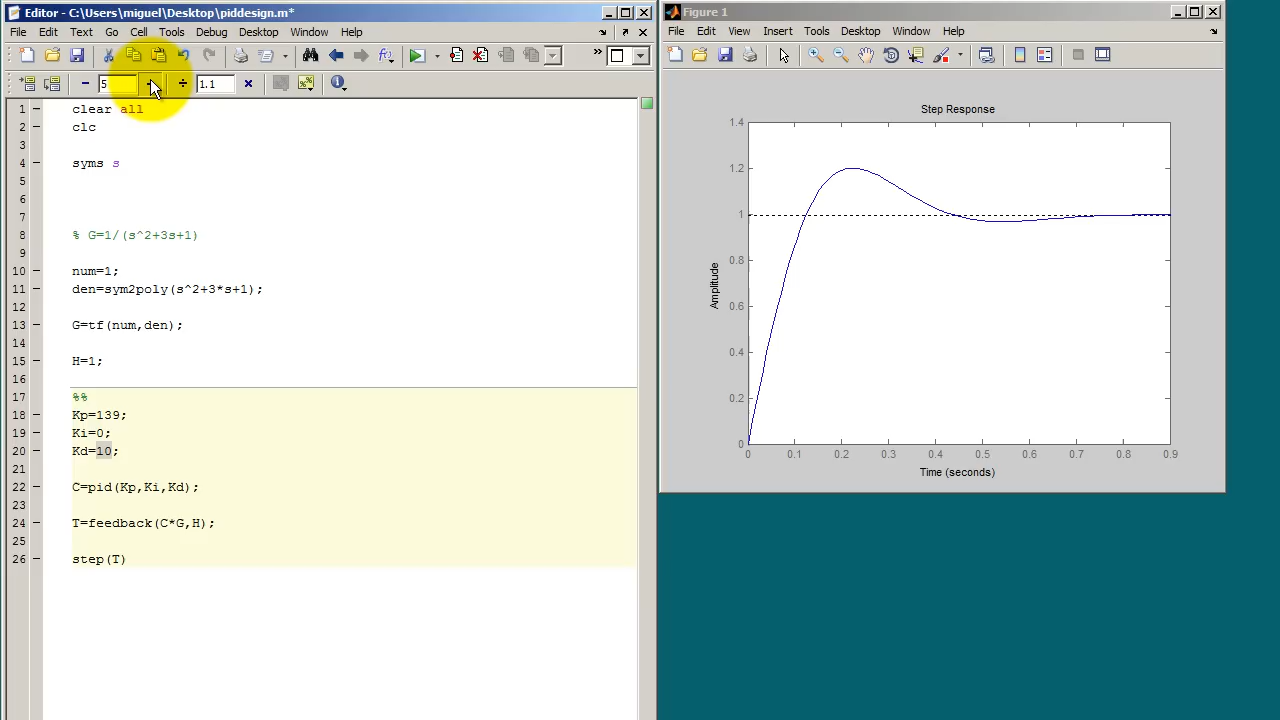 Editor - C:\Users\miguel\Desktop\piddesign.m*
File Edit Text Go Cell Tools Debug Desktop Window Help
5 1.1
1 clear all
2 clc
3
4 syms s
5
6
7
8 % G=1/(s^2+3s+1)
9
10 num=1;
11 den=sym2poly(s^2+3*s+1);
12
13 G=tf(num,den);
14
15 H=1;
16
17 %%
18 Kp=139;
19 Ki=0;
20 Kd=10;
21
22 C=pid(Kp,Ki,Kd);
23
24 T=feedback(C*G,H);
25
26 step(T)
Figure 1
File Edit View Insert Tools Desktop Window Help
Step Response
1.4
1.2
1
0.8
0.6
0.4
0.2
0
Amplitude
0 0.1 0.2 0.3 0.4 0.5 0.6 0.7 0.8 0.9
Time (seconds)